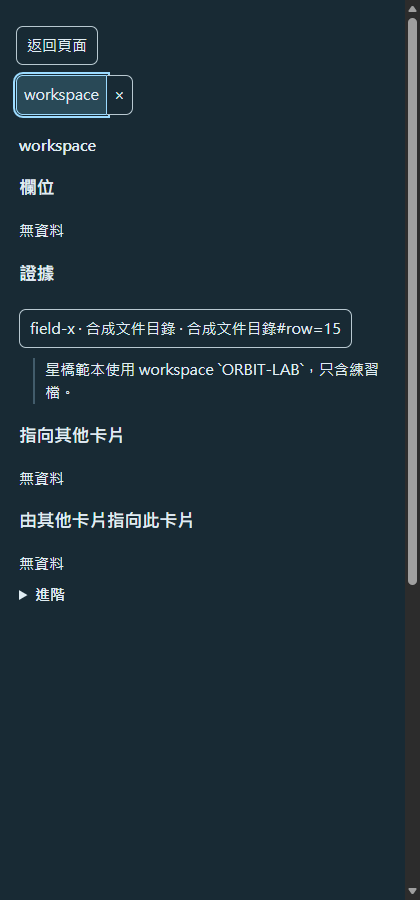 返回頁面
workspace ×
workspace
欄位
無資料
證據
field-x · 合成文件目錄 · 合成文件目錄#row=15
星橋範本使用 workspace `ORBIT-LAB`，只含練習
檔。
指向其他卡片
無資料
由其他卡片指向此卡片
無資料
▶ 進階